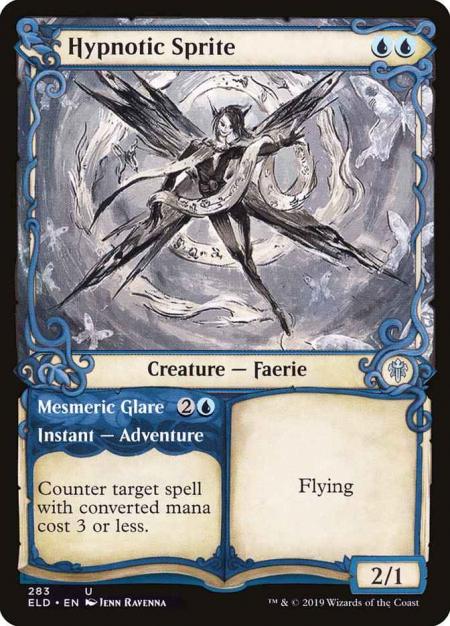 Hypnotic Sprite
Creature — Faerie
Mesmeric Glare 2
Instant — Adventure
Counter target spell
with converted mana
cost 3 or less.
Flying
2/1
283 U
ELD • EN Jenn Ravenna
™ & © 2019 Wizards of the Coast